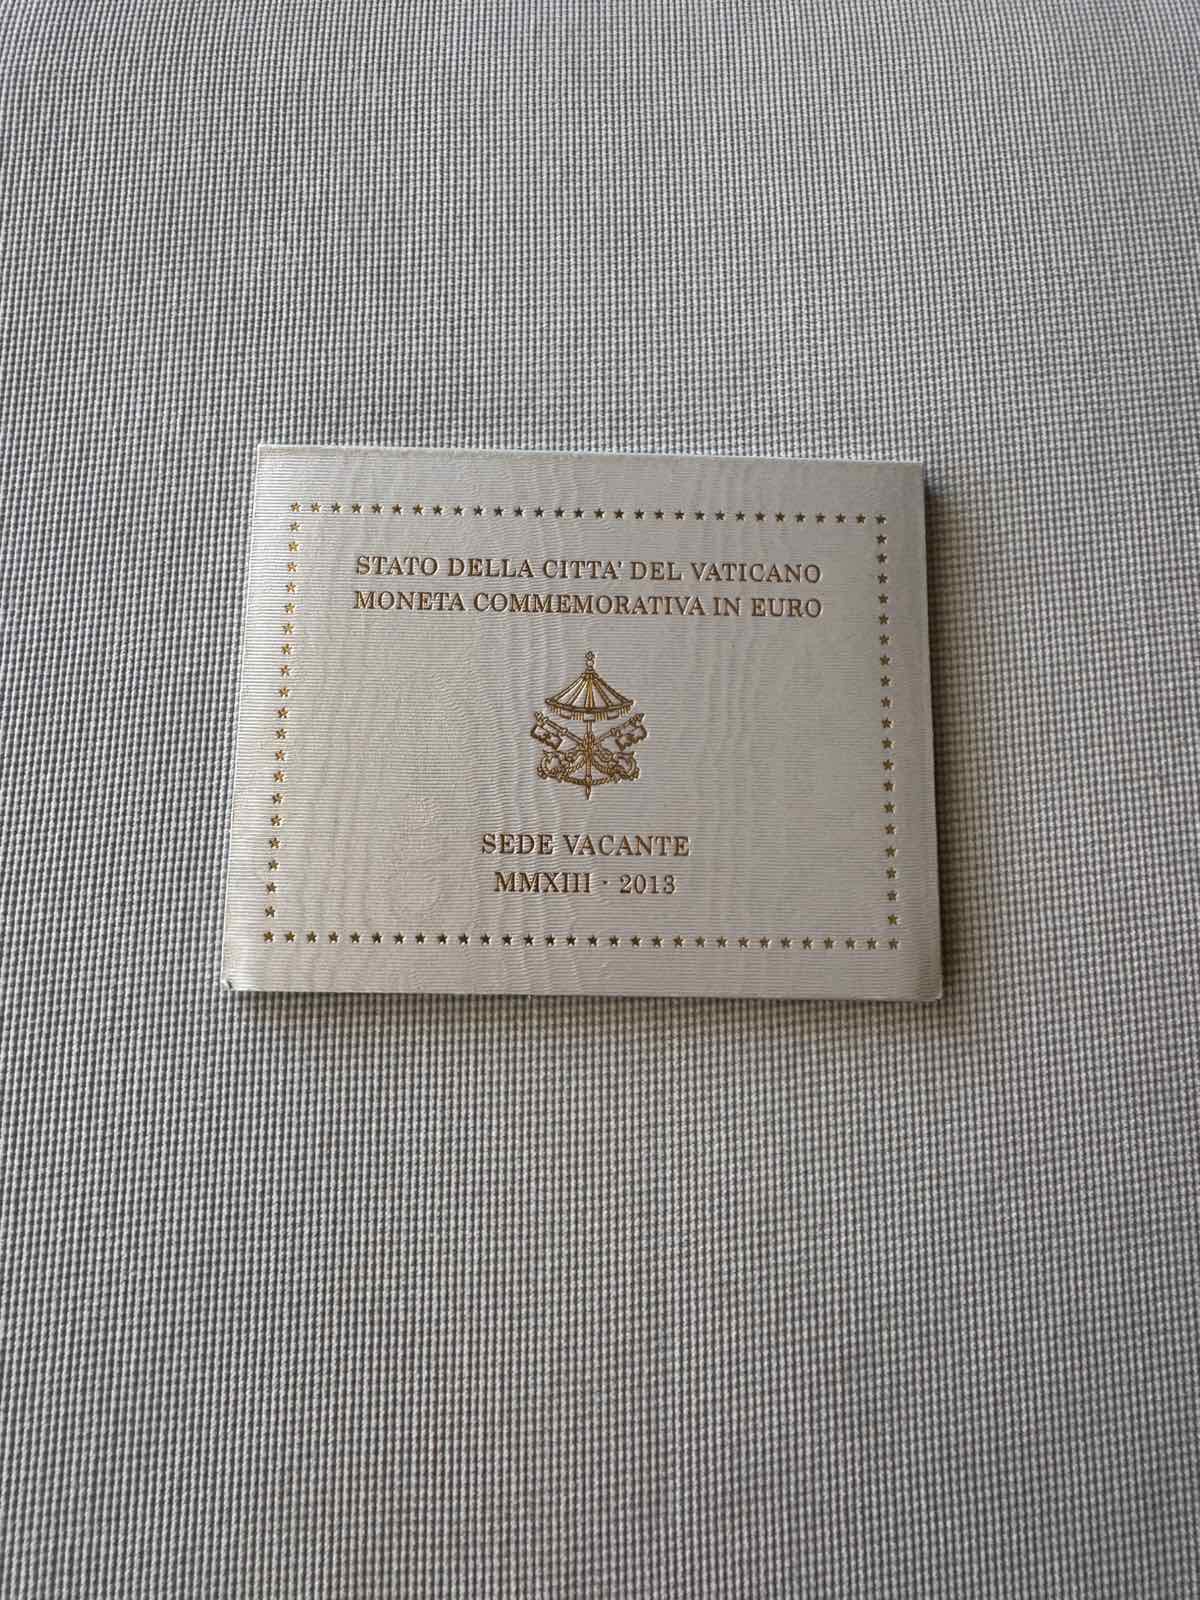 STATO DELLA CITTA' DEL VATICANO
MONETA COMMEMORATIVA IN EURO
SEDE VACANTE
MMXIII · 2013